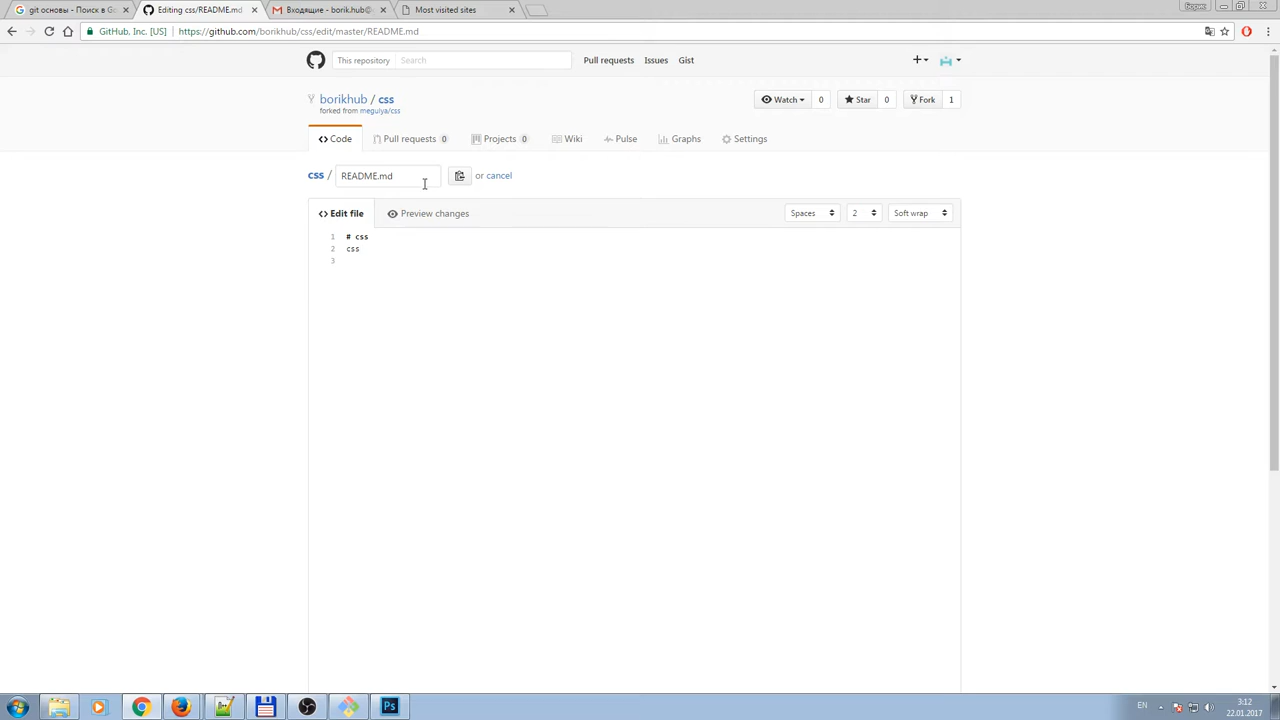 git основы - Поиск в Go
Editing css/README.md
Входящие - borik.hub@
Most visited sites
GitHub, Inc. [US]
https://github.com/borikhub/css/edit/master/README.md
This repository
Search
Pull requests
Issues
Gist
borikhub / css
forked from meguiya/css
Watch 0
Star 0
Fork 1
Code
Pull requests 0
Projects 0
Wiki
Pulse
Graphs
Settings
css / README.md or cancel
Edit file
Preview changes
Spaces
2
Soft wrap
1 # css
2 css
3
EN
3:12
22.01.2017